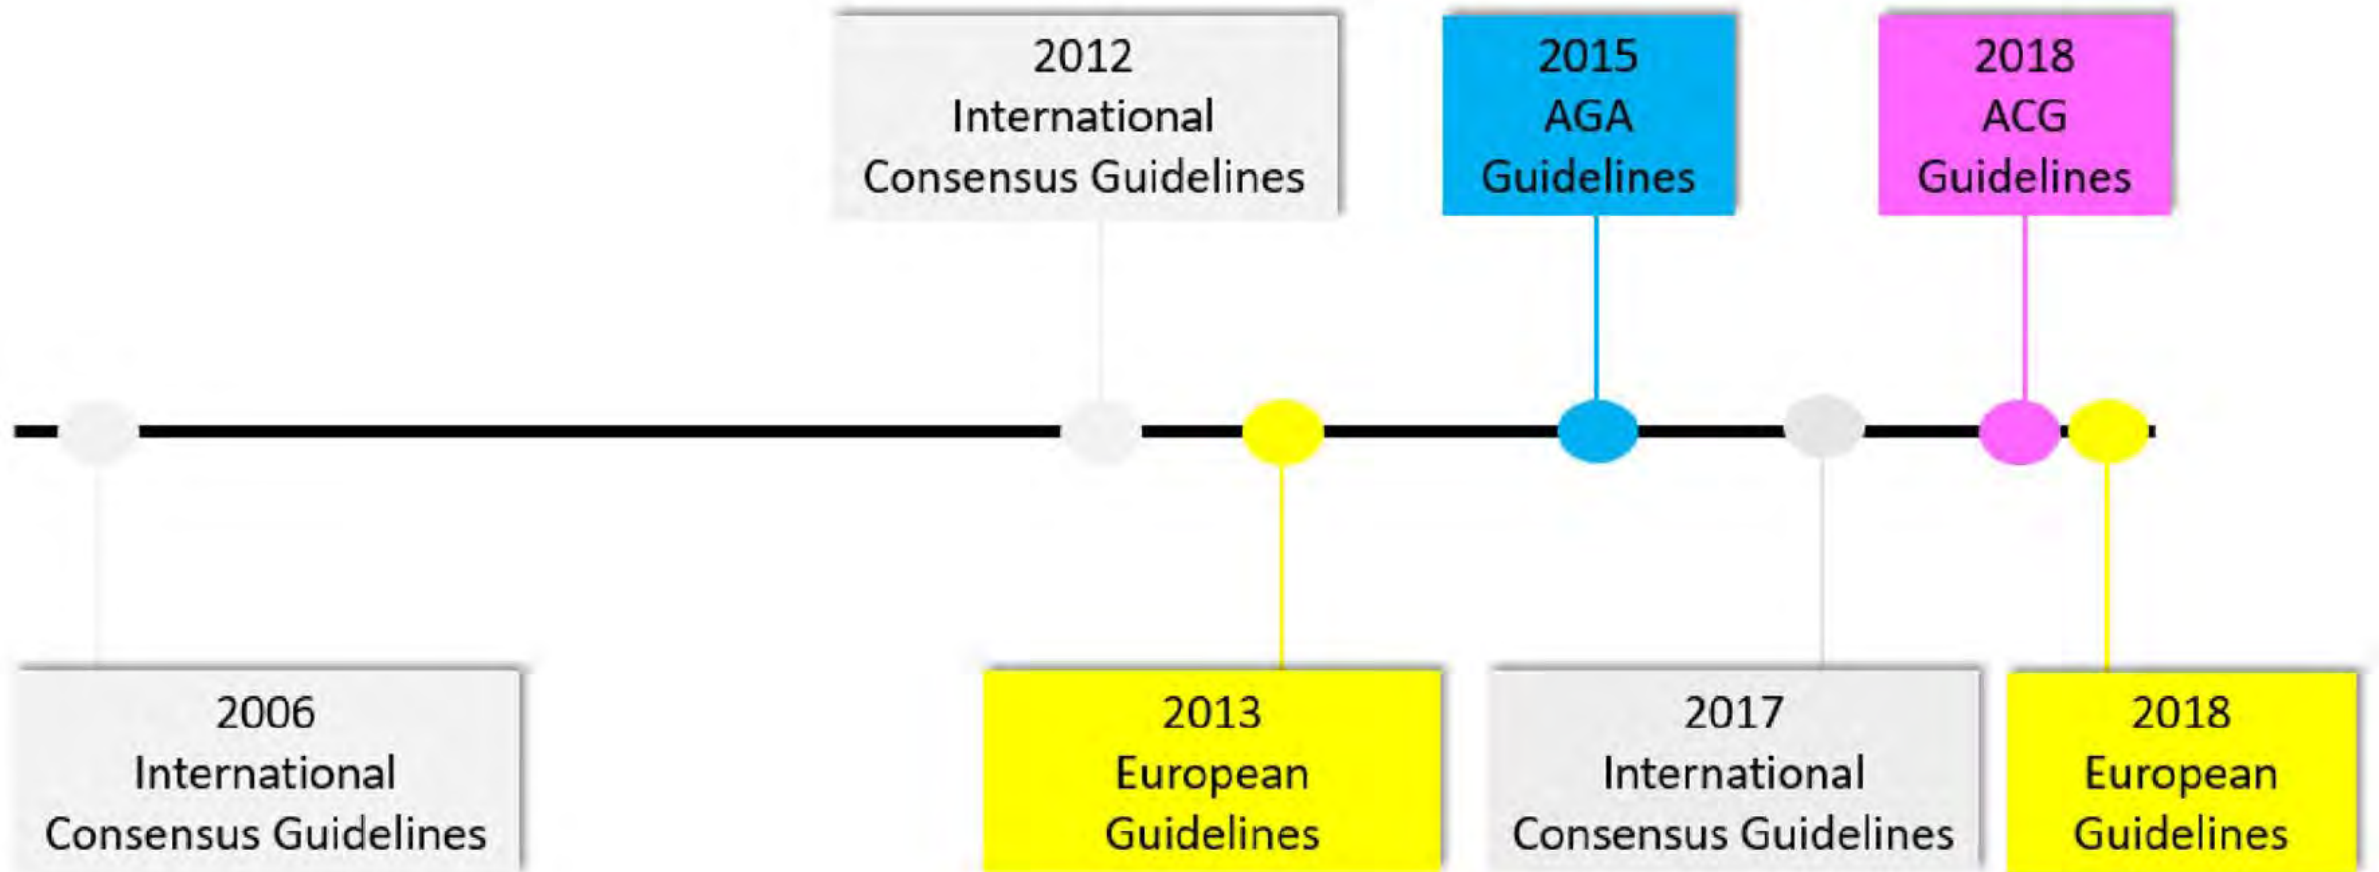 2012
International
Consensus Guidelines
2015
AGA
Guidelines
2018
ACG
Guidelines
2006
International
Consensus Guidelines
2013
European
Guidelines
2017
International
Consensus Guidelines
2018
European
Guidelines